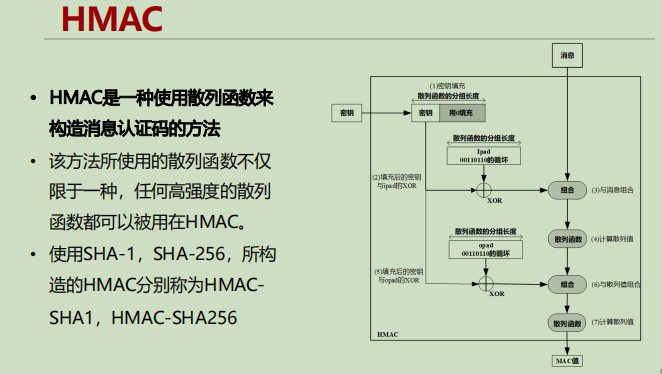 HMAC
• HMAC是一种使用散列函数来
构造消息认证码的方法
• 该方法所使用的散列函数不仅
限于一种，任何高强度的散列
函数都可以被用在HMAC。
• 使用SHA-1，SHA-256，所构
造的HMAC分别称为HMAC-
SHA1，HMAC-SHA256
消息
(1)密钥填充
散列函数的分组长度
密钥
密钥
用0填充
散列函数的分组长度
Ipad
00110110的循环
(2)填充后的密钥
与ipad的XOR
XOR
组合
(3)与消息组合
散列函数的分组长度
散列函数
(4)计算散列值
opad
00110110的循环
(5)填充后的密钥
与opad的XOR
XOR
组合
(6)与散列值组合
散列函数
(7)计算散列值
HMAC
MAC值